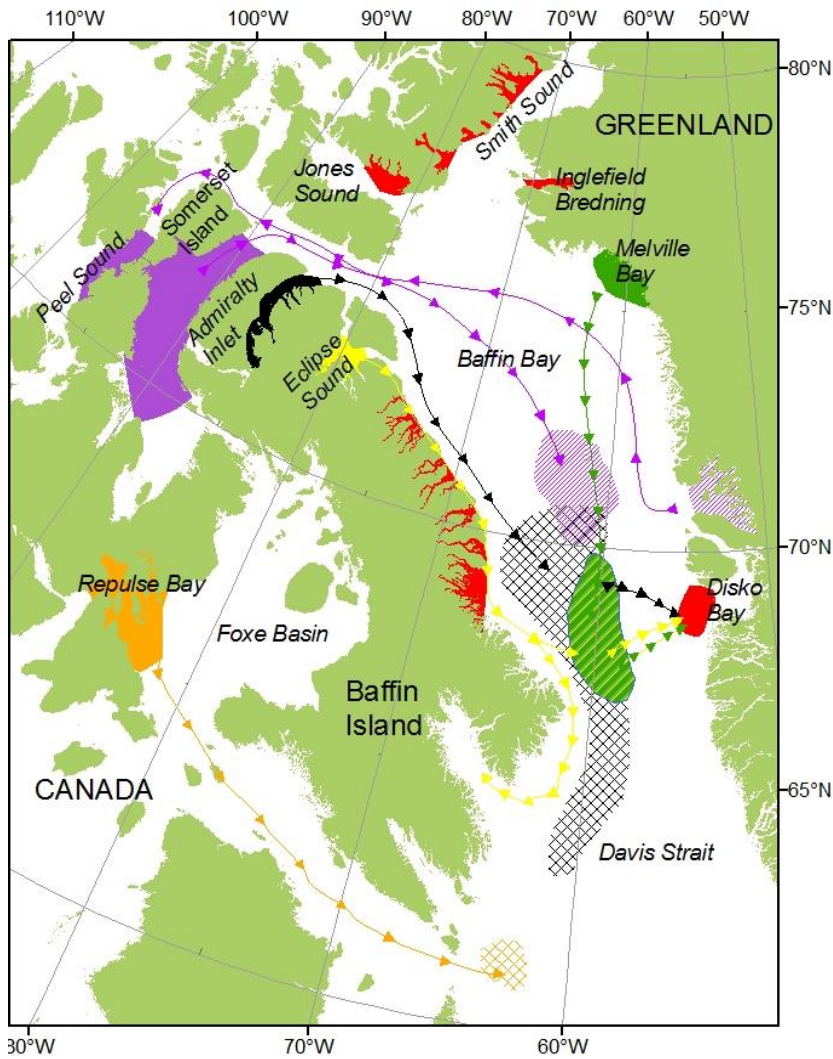 110°W 100°W 90°W 80°W 70°W 60°W 50°W
80°N
Smith Sound
GREENLAND
Jones
Sound
Inglefield
Bredning
Somerset
Island
Melville
Bay
Peel Sound
75°N
Admiralty
Inlet
Eclipse
Sound
Baffin Bay
70°N
Repulse Bay
Disko
Bay
Foxe Basin
Baffin
Island
CANADA
65°N
Davis Strait
80°W 70°W 60°W